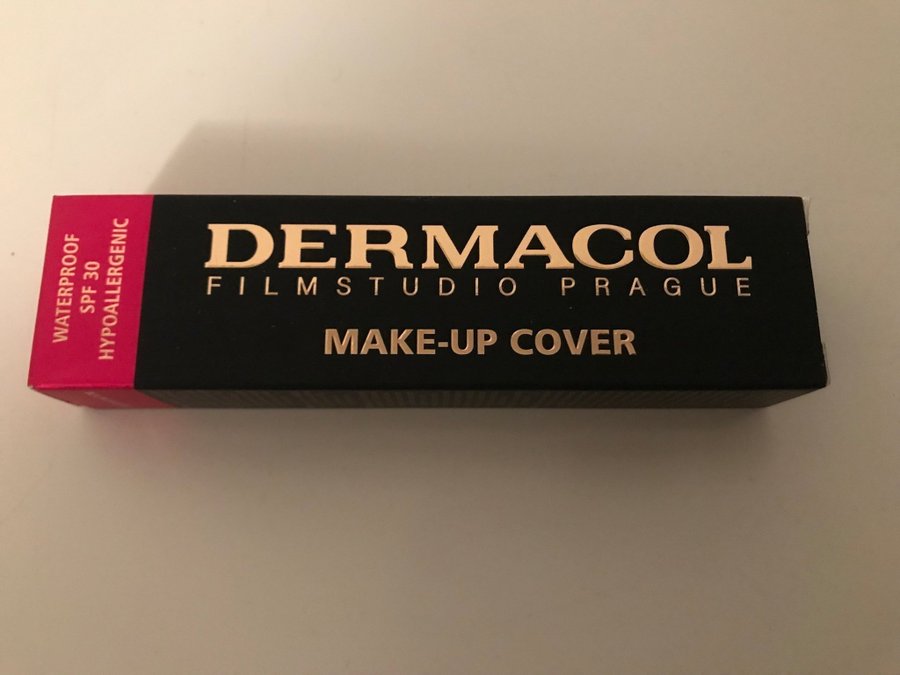 WATERPROOF
SPF 30
HYPOALLERGENIC
DERMACOL
FILMSTUDIO PRAGUE
MAKE-UP COVER